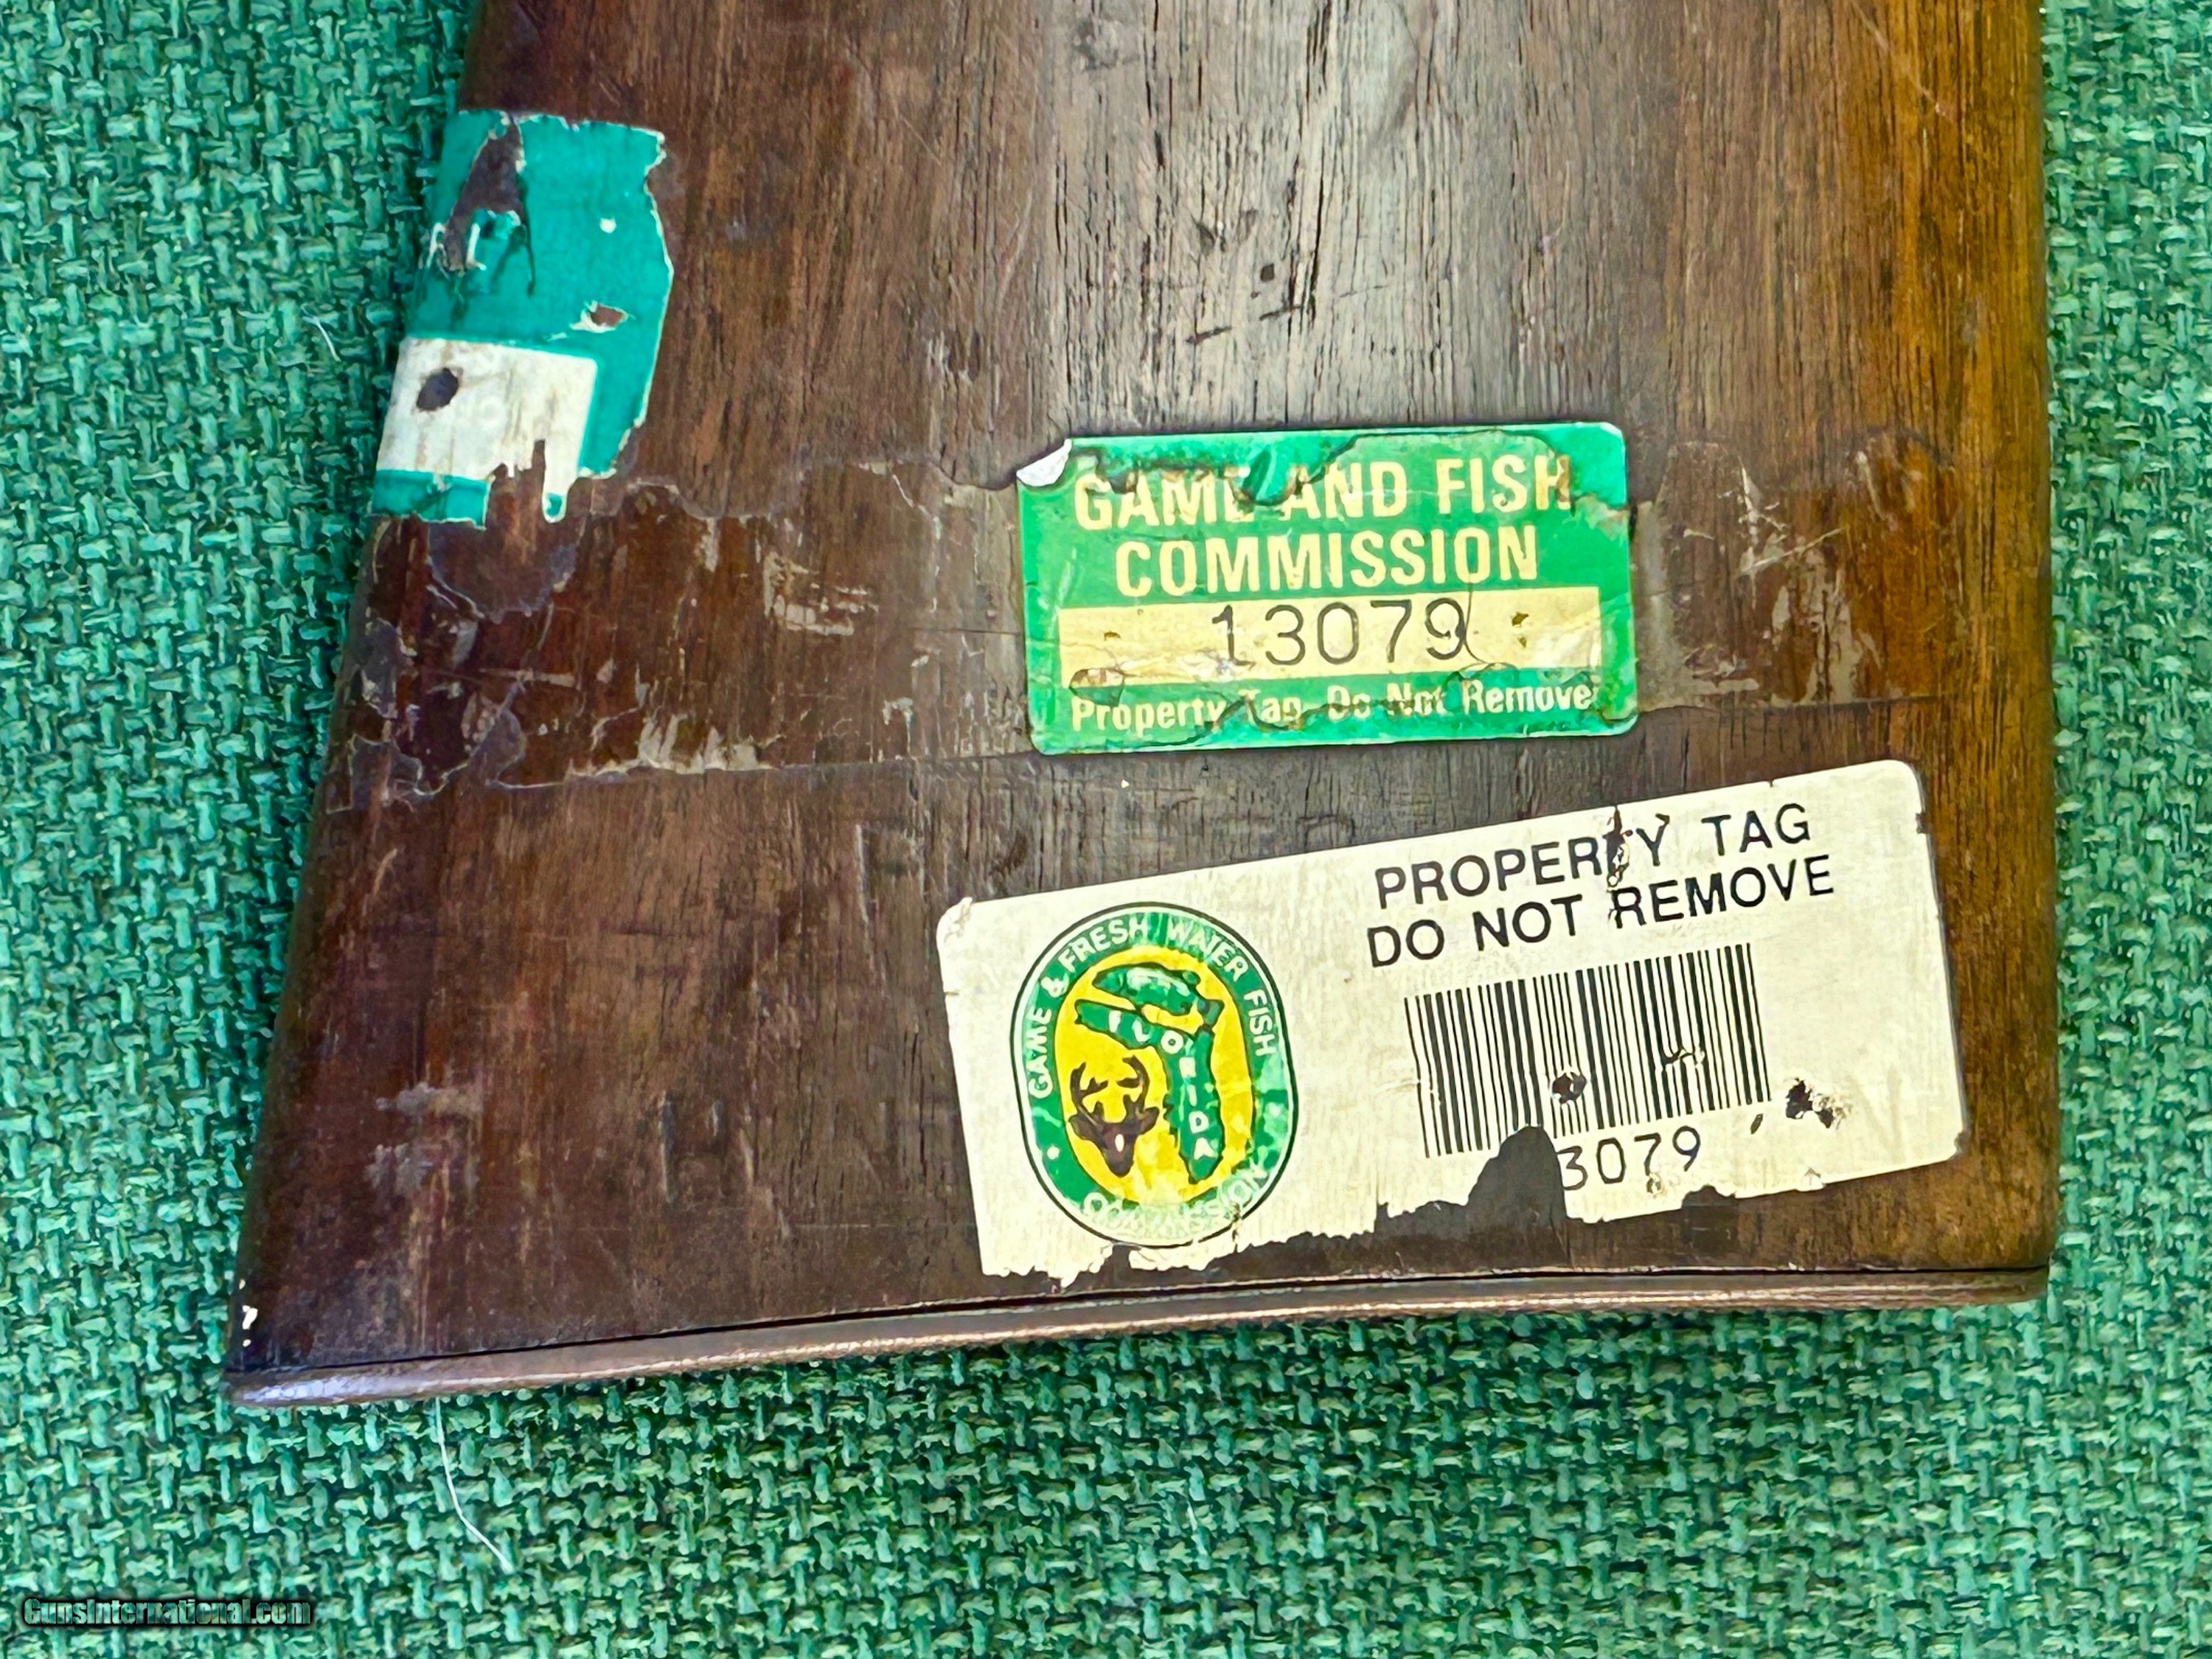 GAME AND FISH
COMMISSION
13079
Property Tag Do Not Remove
PROPERTY TAG
DO NOT REMOVE
GAME & FRESH WATER FISH
COMMISSION
FLORIDA
3079
GunsInternational.com